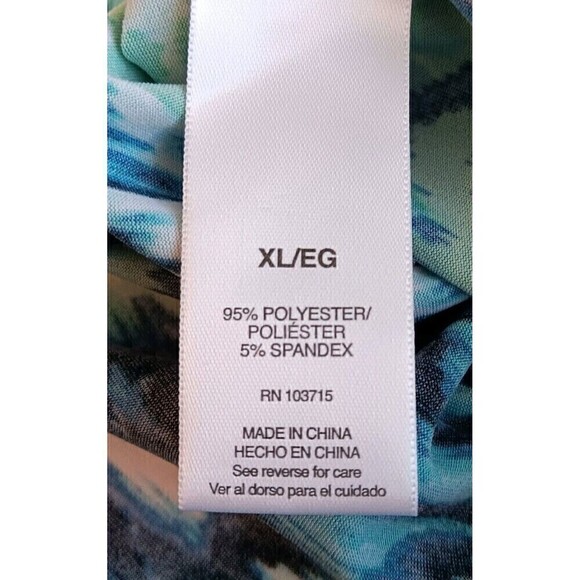 XL/EG
95% POLYESTER/
POLIÉSTER
5% SPANDEX
RN 103715
MADE IN CHINA
HECHO EN CHINA
See reverse for care
Ver al dorso para el cuidado